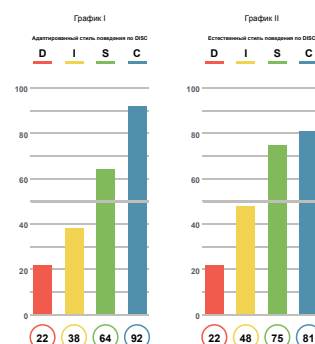 График I
Адаптированный стиль поведения по DISC
D I S C
100
80
60
40
20
0
22 38 64 92
График II
Естественный стиль поведения по DISC
D I S C
100
80
60
40
20
0
22 48 75 81